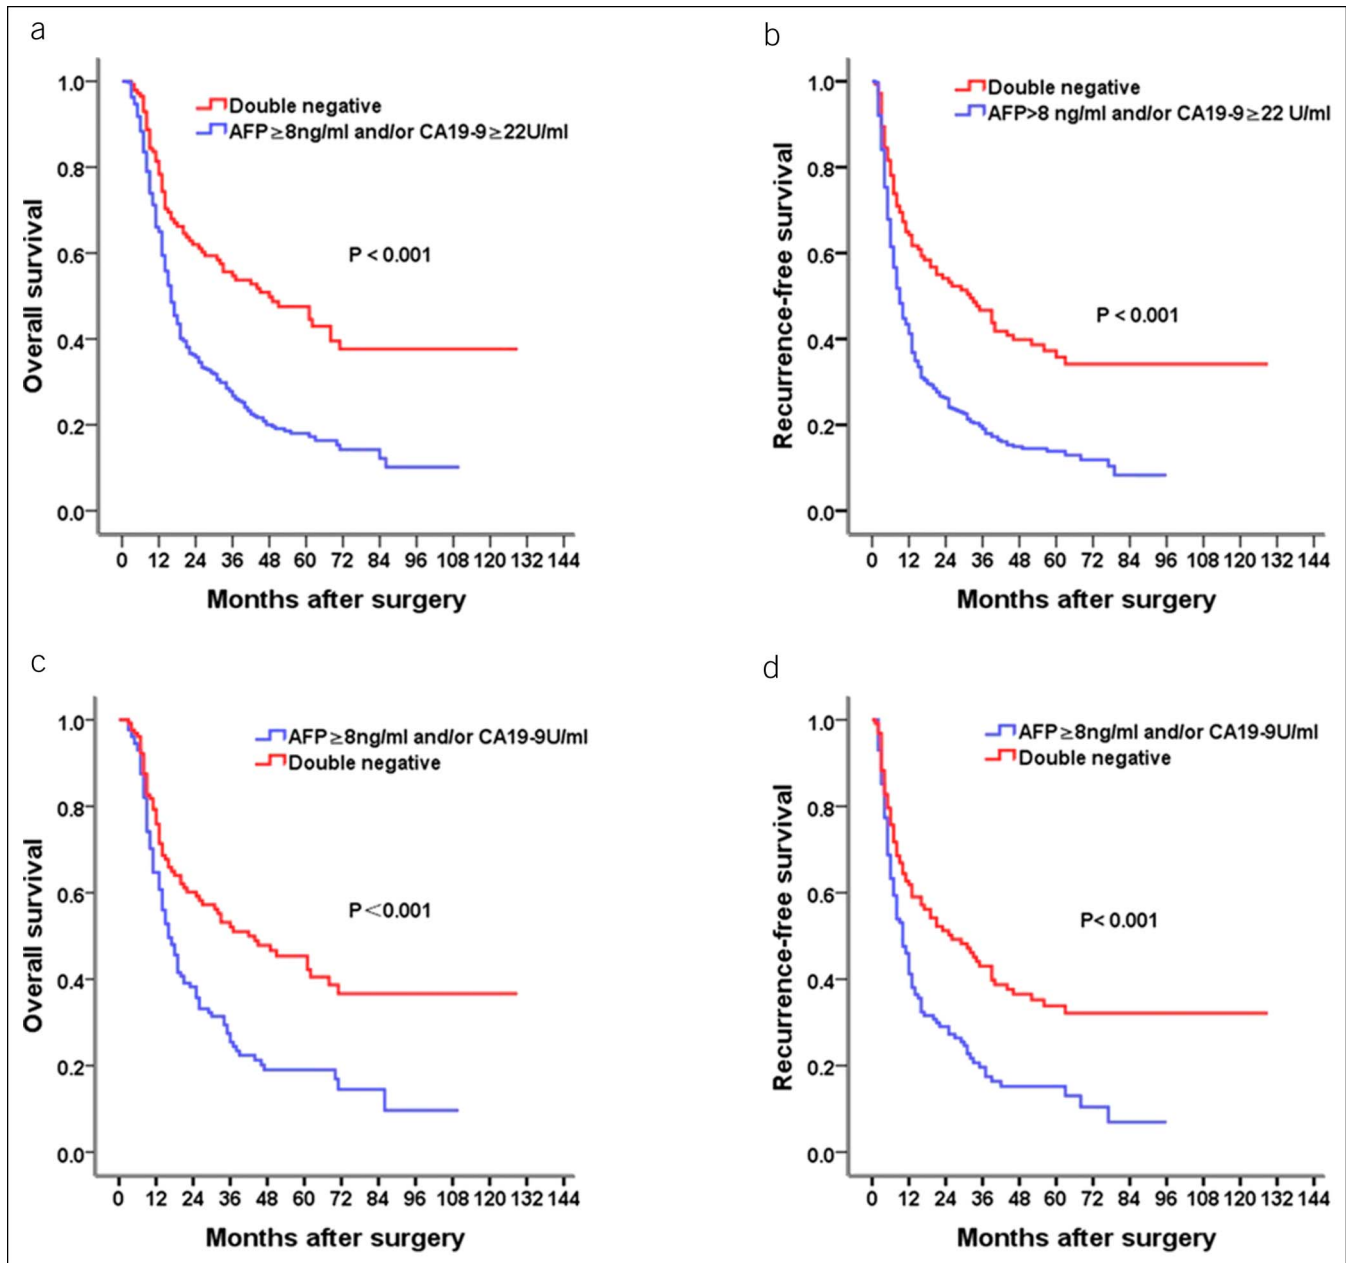 a
Overall survival
1.0
0.8
0.6
0.4
0.2
0.0
Double negative
AFP≥8ng/ml and/or CA19-9≥22U/ml
P < 0.001
0 12 24 36 48 60 72 84 96 108 120 132 144
Months after surgery
b
Recurrence-free survival
1.0
0.8
0.6
0.4
0.2
0.0
Double negative
AFP>8 ng/ml and/or CA19-9≥22 U/ml
P < 0.001
0 12 24 36 48 60 72 84 96 108 120 132 144
Months after surgery
c
Overall survival
1.0
0.8
0.6
0.4
0.2
0.0
AFP≥8ng/ml and/or CA19-9U/ml
Double negative
P<0.001
0 12 24 36 48 60 72 84 96 108 120 132 144
Months after surgery
d
Recurrence-free survival
1.0
0.8
0.6
0.4
0.2
0.0
AFP≥8ng/ml and/or CA19-9U/ml
Double negative
P< 0.001
0 12 24 36 48 60 72 84 96 108 120 132 144
Months after surgery